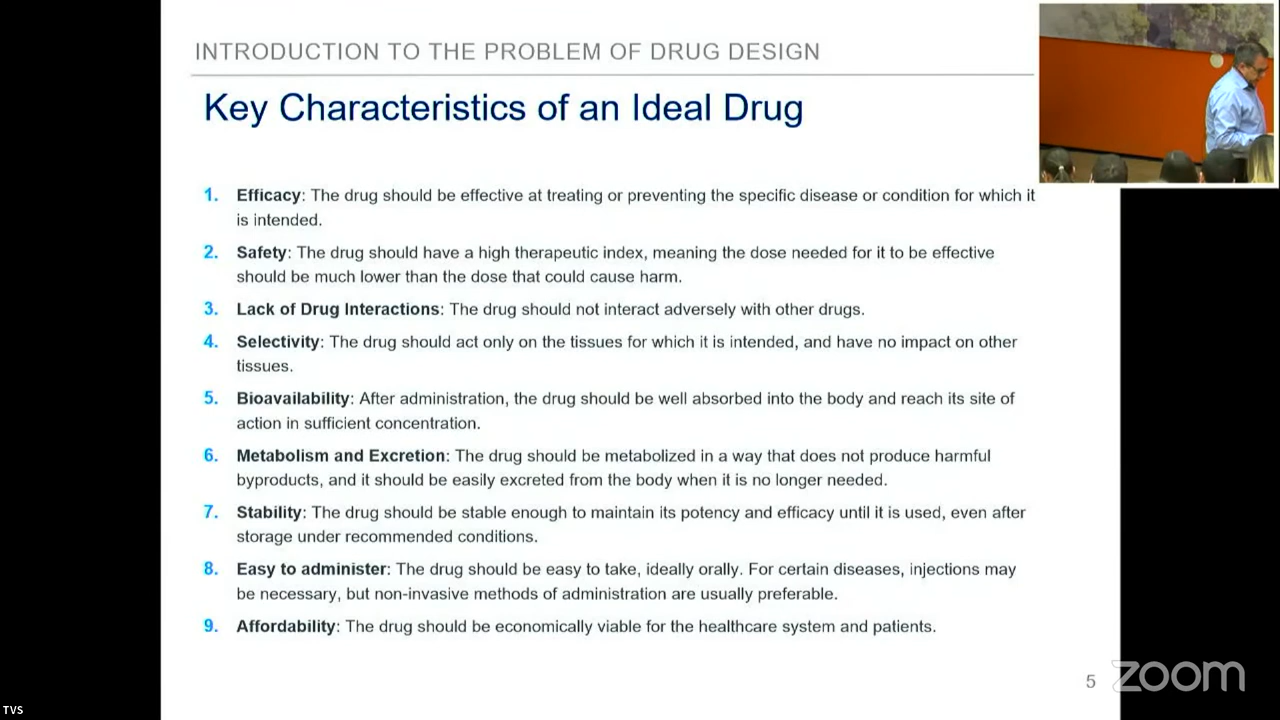 INTRODUCTION TO THE PROBLEM OF DRUG DESIGN
Key Characteristics of an Ideal Drug
1. Efficacy: The drug should be effective at treating or preventing the specific disease or condition for which it
is intended.
2. Safety: The drug should have a high therapeutic index, meaning the dose needed for it to be effective
should be much lower than the dose that could cause harm.
3. Lack of Drug Interactions: The drug should not interact adversely with other drugs.
4. Selectivity: The drug should act only on the tissues for which it is intended, and have no impact on other
tissues.
5. Bioavailability: After administration, the drug should be well absorbed into the body and reach its site of
action in sufficient concentration.
6. Metabolism and Excretion: The drug should be metabolized in a way that does not produce harmful
byproducts, and it should be easily excreted from the body when it is no longer needed.
7. Stability: The drug should be stable enough to maintain its potency and efficacy until it is used, even after
storage under recommended conditions.
8. Easy to administer: The drug should be easy to take, ideally orally. For certain diseases, injections may
be necessary, but non-invasive methods of administration are usually preferable.
9. Affordability: The drug should be economically viable for the healthcare system and patients.
5
zoom
TVS